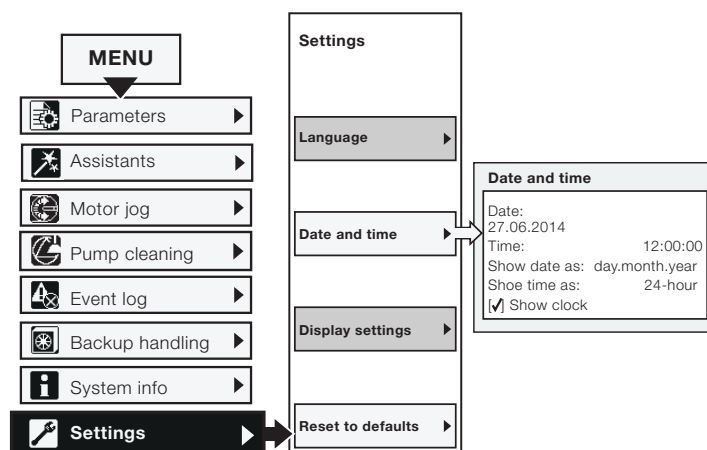 MENU
Parameters
Assistants
Motor jog
Pump cleaning
Event log
Backup handling
System info
Settings
Settings
Language
Date and time
Display settings
Reset to defaults
Date and time
Date:
27.06.2014
Time: 12:00:00
Show date as: day.month.year
Shoe time as: 24-hour
[✓] Show clock